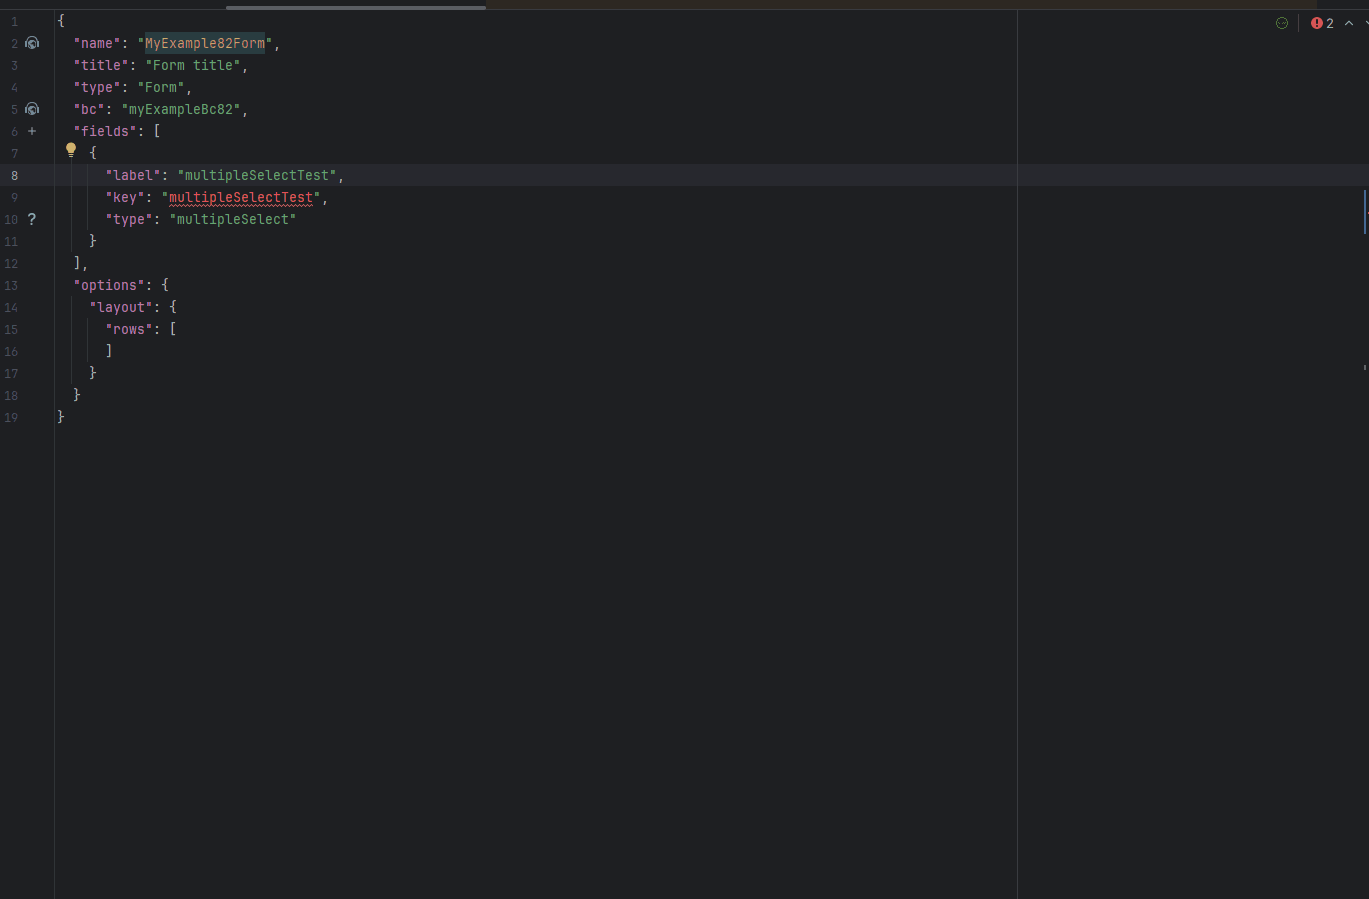 2
1 {
2 "name": "MyExample82Form",
3 "title": "Form title",
4 "type": "Form",
5 "bc": "myExampleBc82",
6 + "fields": [
7 {
8 "label": "multipleSelectTest",
9 "key": "multipleSelectTest",
10 ? "type": "multipleSelect"
11 }
12 ],
13 "options": {
14 "layout": {
15 "rows": [
16 ]
17 }
18 }
19 }